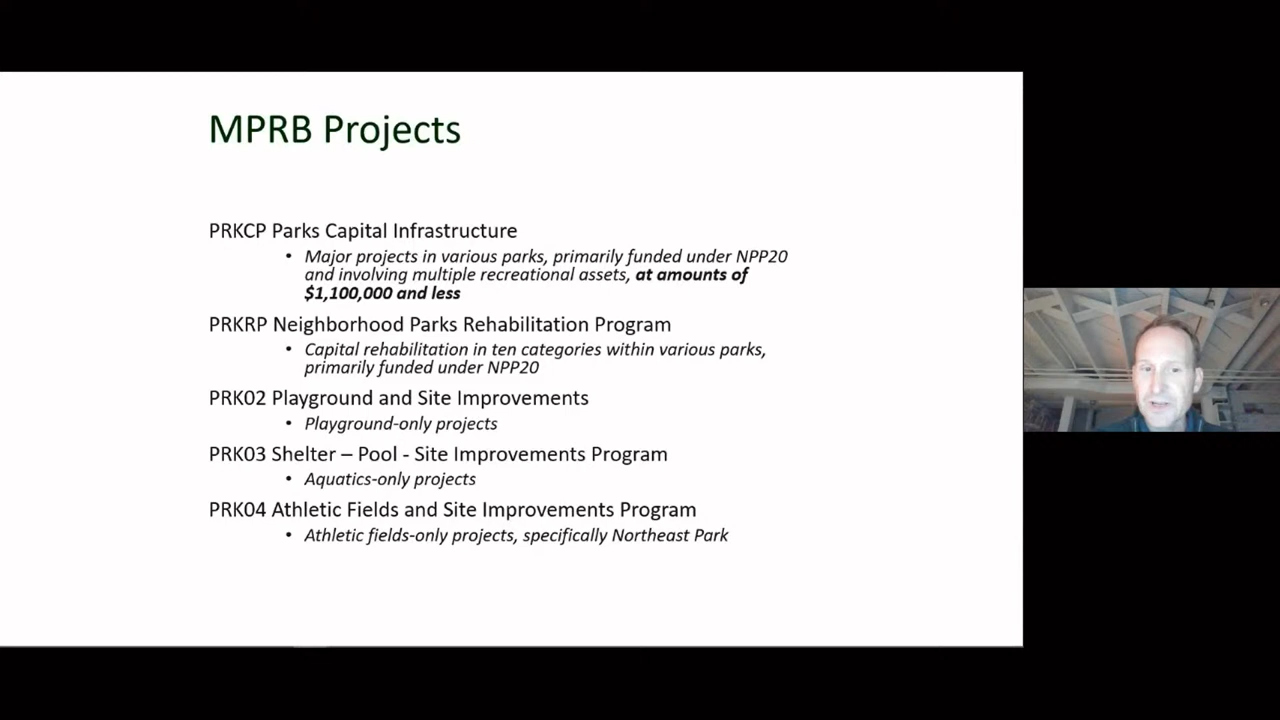 MPRB Projects
PRKCP Parks Capital Infrastructure
• Major projects in various parks, primarily funded under NPP20
and involving multiple recreational assets, at amounts of
$1,100,000 and less
PRKRP Neighborhood Parks Rehabilitation Program
• Capital rehabilitation in ten categories within various parks,
primarily funded under NPP20
PRK02 Playground and Site Improvements
• Playground-only projects
PRK03 Shelter – Pool - Site Improvements Program
• Aquatics-only projects
PRK04 Athletic Fields and Site Improvements Program
• Athletic fields-only projects, specifically Northeast Park